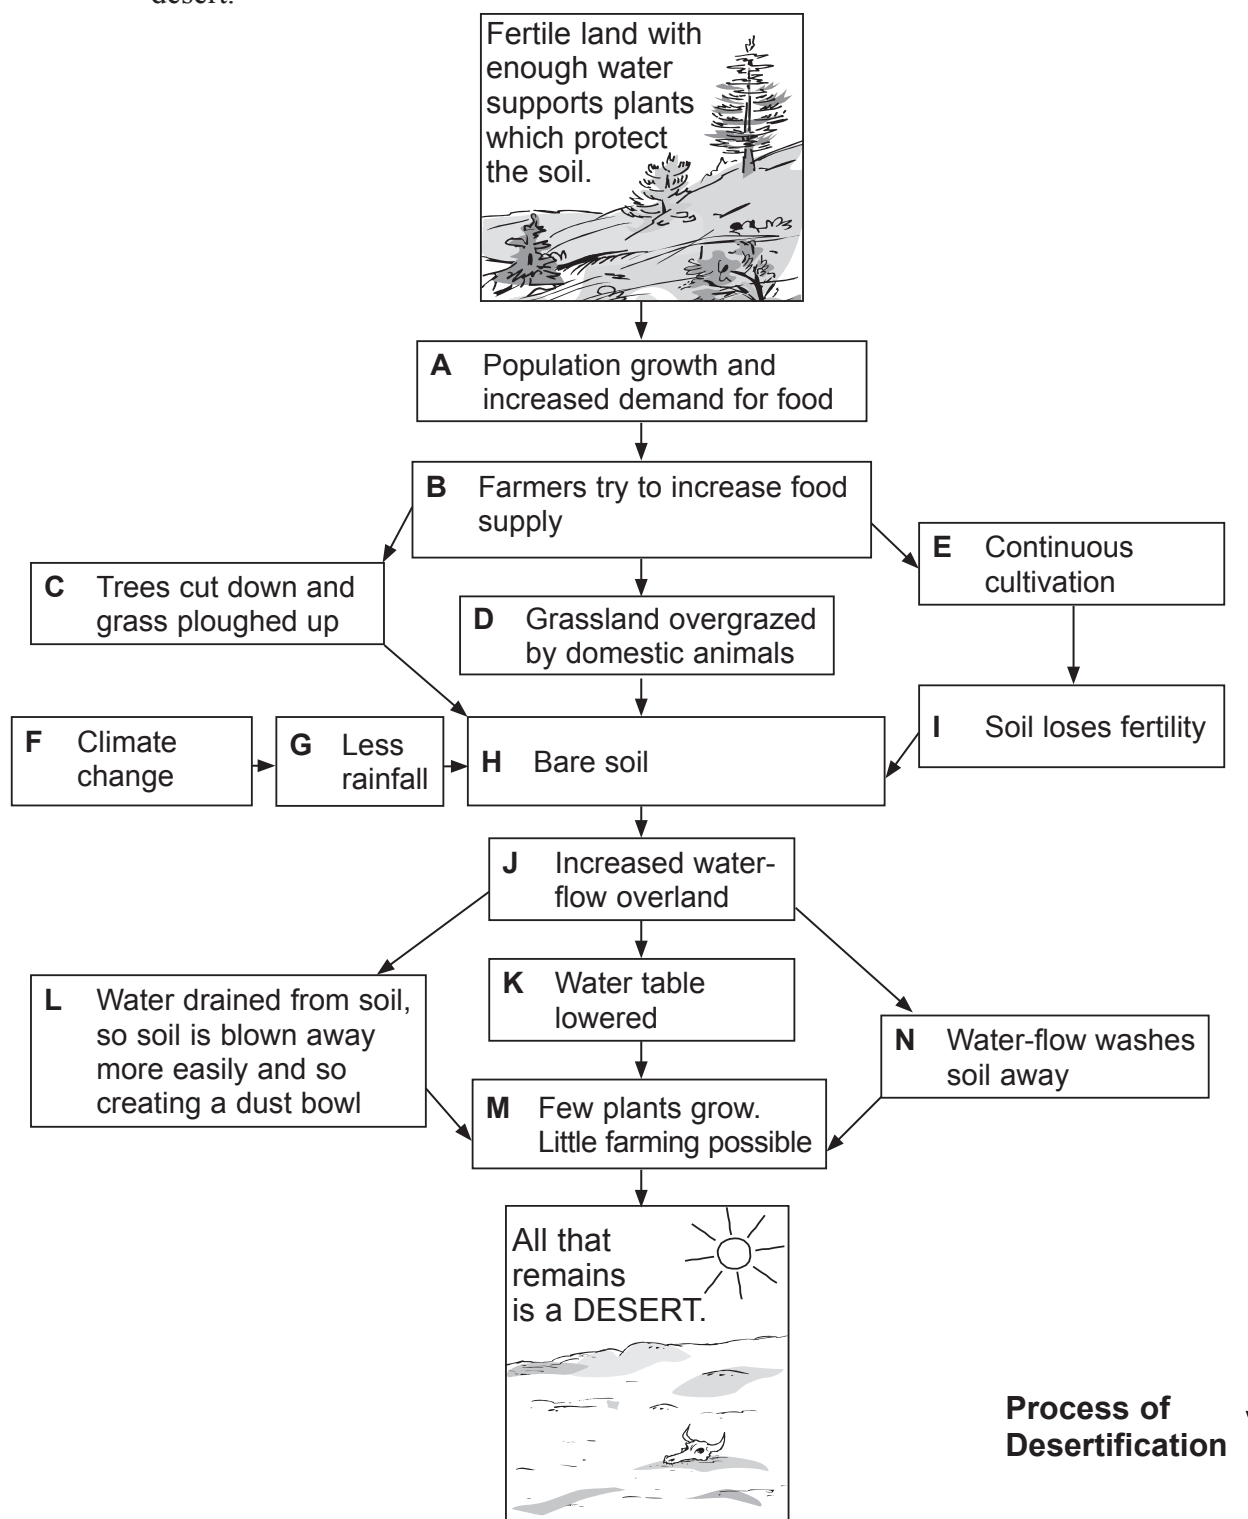 desert.
Fertile land with
enough water
supports plants
which protect
the soil.
A Population growth and
increased demand for food
B Farmers try to increase food
supply
E Continuous
cultivation
C Trees cut down and
grass ploughed up
D Grassland overgrazed
by domestic animals
F Climate
change
G Less
rainfall
H Bare soil
I Soil loses fertility
J Increased water-
flow overland
L Water drained from soil,
so soil is blown away
more easily and so
creating a dust bowl
K Water table
lowered
N Water-flow washes
soil away
M Few plants grow.
Little farming possible
All that
remains
is a DESERT.
Process of
Desertification